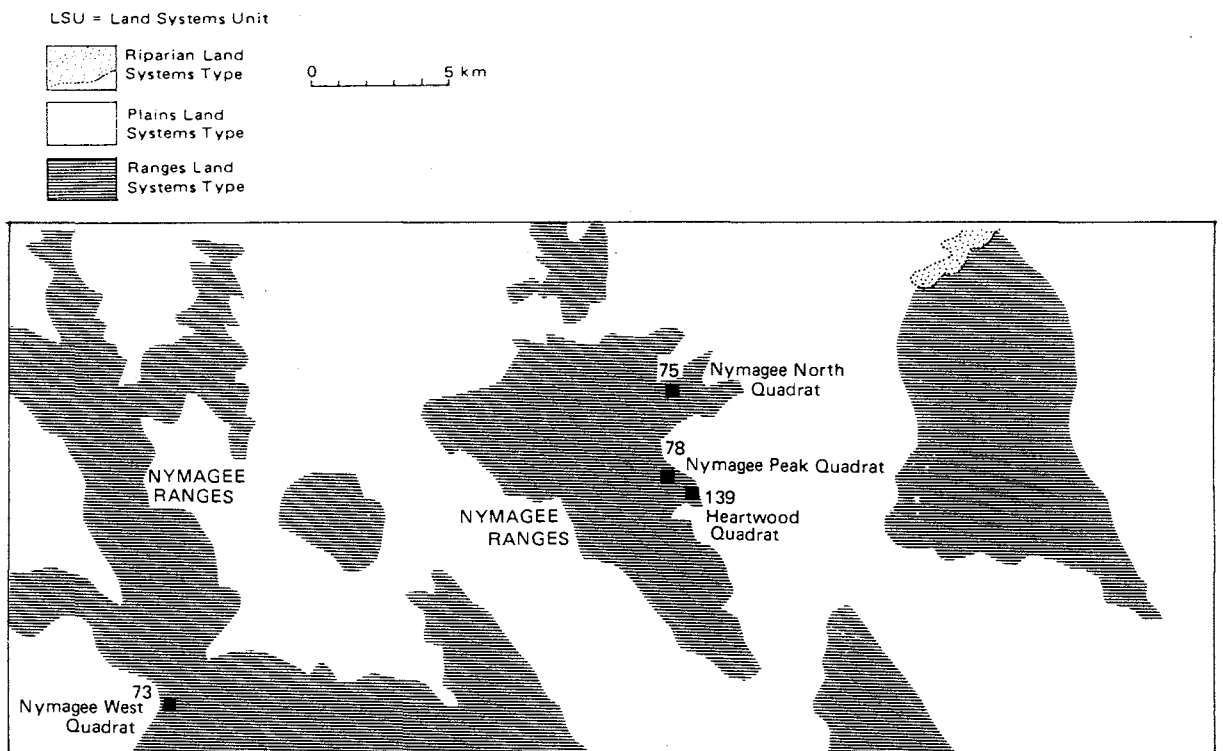 LSU = Land Systems Unit
Riparian Land
Systems Type
0 5 km
Plains Land
Systems Type
Ranges Land
Systems Type
75
Nymagee North
Quadrat
78
Nymagee Peak Quadrat
NYMAGEE
RANGES
139
Heartwood
Quadrat
NYMAGEE
RANGES
73
Nymagee West
Quadrat